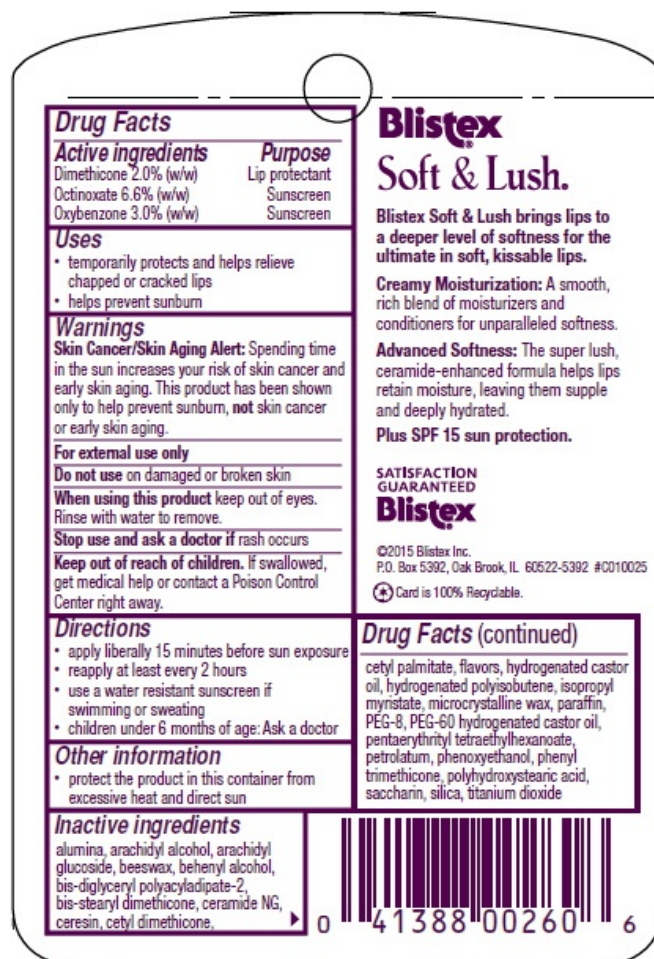 Drug Facts
Active ingredients Purpose
Dimethicone 2.0% (w/w) Lip protectant
Octinoxate 6.6% (w/w) Sunscreen
Oxybenzone 3.0% (w/w) Sunscreen
Uses
• temporarily protects and helps relieve
chapped or cracked lips
• helps prevent sunburn
Warnings
Skin Cancer/Skin Aging Alert: Spending time
in the sun increases your risk of skin cancer and
early skin aging. This product has been shown
only to help prevent sunburn, not skin cancer
or early skin aging.
For external use only
Do not use on damaged or broken skin
When using this product keep out of eyes.
Rinse with water to remove.
Stop use and ask a doctor if rash occurs
Keep out of reach of children. If swallowed,
get medical help or contact a Poison Control
Center right away.
Directions
• apply liberally 15 minutes before sun exposure
• reapply at least every 2 hours
• use a water resistant sunscreen if
swimming or sweating
• children under 6 months of age: Ask a doctor
Other information
• protect the product in this container from
excessive heat and direct sun
Inactive ingredients
alumina, arachidyl alcohol, arachidyl
glucoside, beeswax, behenyl alcohol,
bis-diglyceryl polyacyladipate-2,
bis-stearyl dimethicone, ceramide NG,
ceresin, cetyl dimethicone,
Drug Facts (continued)
cetyl palmitate, flavors, hydrogenated castor
oil, hydrogenated polyisobutene, isopropyl
myristate, microcrystalline wax, paraffin,
PEG-8, PEG-60 hydrogenated castor oil,
pentaerythrityl tetraethylhexanoate,
petrolatum, phenoxyethanol, phenyl
trimethicone, polyhydroxystearic acid,
saccharin, silica, titanium dioxide
Blistex®
Soft & Lush.
Blistex Soft & Lush brings lips to
a deeper level of softness for the
ultimate in soft, kissable lips.
Creamy Moisturization: A smooth,
rich blend of moisturizers and
conditioners for unparalleled softness.
Advanced Softness: The super lush,
ceramide-enhanced formula helps lips
retain moisture, leaving them supple
and deeply hydrated.
Plus SPF 15 sun protection.
SATISFACTION
GUARANTEED
Blistex
©2015 Blistex Inc.
P.O. Box 5392, Oak Brook, IL 60522-5392 #C010025
Card is 100% Recyclable.
0 41388 00260 6